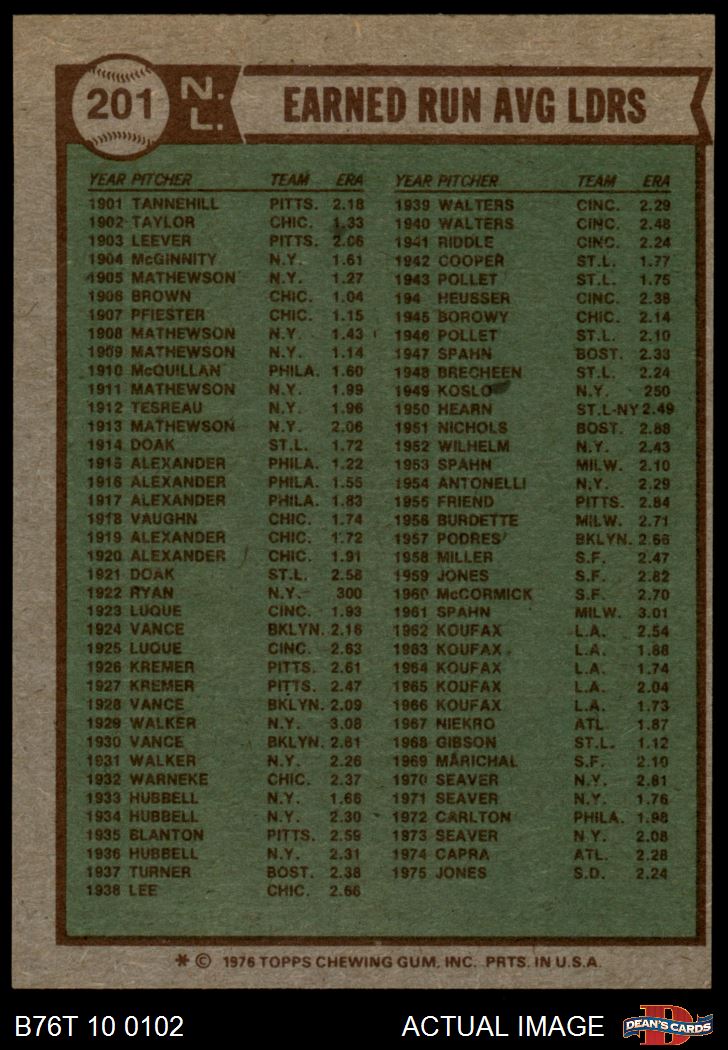 201 N.L. EARNED RUN AVG LDRS
YEAR PITCHER TEAM ERA
1901 TANNEHILL PITTS. 2.18
1902 TAYLOR CHIC. 1.33
1903 LEEVER PITTS. 2.06
1904 McGINNITY N.Y. 1.61
1905 MATHEWSON N.Y. 1.27
1906 BROWN CHIC. 1.04
1907 PFIESTER CHIC. 1.15
1908 MATHEWSON N.Y. 1.43
1909 MATHEWSON N.Y. 1.14
1910 McQUILLAN PHILA. 1.60
1911 MATHEWSON N.Y. 1.99
1912 TESREAU N.Y. 1.96
1913 MATHEWSON N.Y. 2.06
1914 DOAK ST.L. 1.72
1915 ALEXANDER PHILA. 1.22
1916 ALEXANDER PHILA. 1.55
1917 ALEXANDER PHILA. 1.83
1918 VAUGHN CHIC. 1.74
1919 ALEXANDER CHIC. 1.72
1920 ALEXANDER CHIC. 1.91
1921 DOAK ST.L. 2.58
1922 RYAN N.Y. 300
1923 LUQUE CINC. 1.93
1924 VANCE BKLYN. 2.16
1925 LUQUE CINC. 2.63
1926 KREMER PITTS. 2.61
1927 KREMER PITTS. 2.47
1928 VANCE BKLYN. 2.09
1929 WALKER N.Y. 3.08
1930 VANCE BKLYN. 2.61
1931 WALKER N.Y. 2.26
1932 WARNEKE CHIC. 2.37
1933 HUBBELL N.Y. 1.66
1934 HUBBELL N.Y. 2.30
1935 BLANTON PITTS. 2.59
1936 HUBBELL N.Y. 2.31
1937 TURNER BOST. 2.38
1938 LEE CHIC. 2.66
YEAR PITCHER TEAM ERA
1939 WALTERS CINC. 2.29
1940 WALTERS CINC. 2.48
1941 RIDDLE CINC. 2.24
1942 COOPER ST.L. 1.77
1943 POLLET ST.L. 1.75
194 HEUSSER CINC. 2.38
1945 BOROWY CHIC. 2.14
1946 POLLET ST.L. 2.10
1947 SPAHN BOST. 2.33
1948 BRECHEEN ST.L. 2.24
1949 KOSLO N.Y. 250
1950 HEARN ST.L-NY 2.49
1951 NICHOLS BOST. 2.88
1952 WILHELM N.Y. 2.43
1953 SPAHN MILW. 2.10
1954 ANTONELLI N.Y. 2.29
1955 FRIEND PITTS. 2.84
1956 BURDETTE MILW. 2.71
1957 PODRES BKLYN. 2.66
1958 MILLER S.F. 2.47
1959 JONES S.F. 2.82
1960 McCORMICK S.F. 2.70
1961 SPAHN MILW. 3.01
1962 KOUFAX L.A. 2.54
1963 KOUFAX L.A. 1.88
1964 KOUFAX L.A. 1.74
1965 KOUFAX L.A. 2.04
1966 KOUFAX L.A. 1.73
1967 NIEKRO ATL. 1.87
1968 GIBSON ST.L. 1.12
1969 MARICHAL S.F. 2.10
1970 SEAVER N.Y. 2.81
1971 SEAVER N.Y. 1.76
1972 CARLTON PHILA. 1.98
1973 SEAVER N.Y. 2.08
1974 CAPRA ATL. 2.28
1975 JONES S.D. 2.24
* © 1976 TOPPS CHEWING GUM, INC. PRTS. IN U.S.A.
B76T 10 0102 ACTUAL IMAGE D DEAN'S CARDS